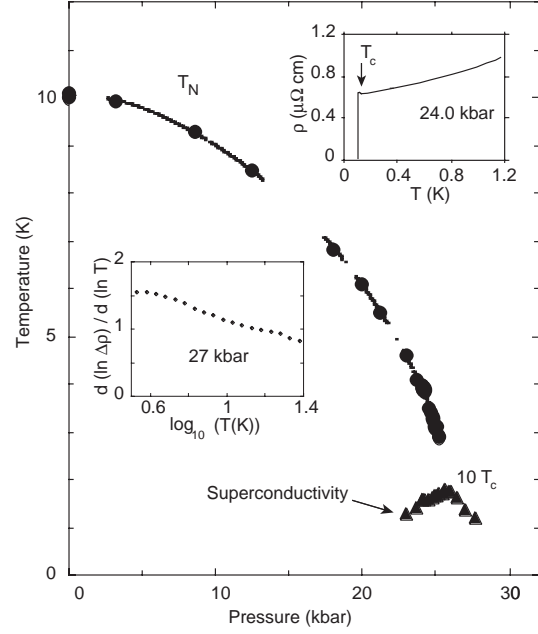 T_N
10
5
0
Temperature (K)
0
10
20
30
Pressure (kbar)
1.2
0.8
0.4
0
ρ (μΩ cm)
T_c
24.0 kbar
0
0.4
0.8
1.2
T (K)
2
1
0
d (ln Δρ) / d (ln T)
27 kbar
0.6
1
1.4
log_10 (T(K))
10 T_c
Superconductivity